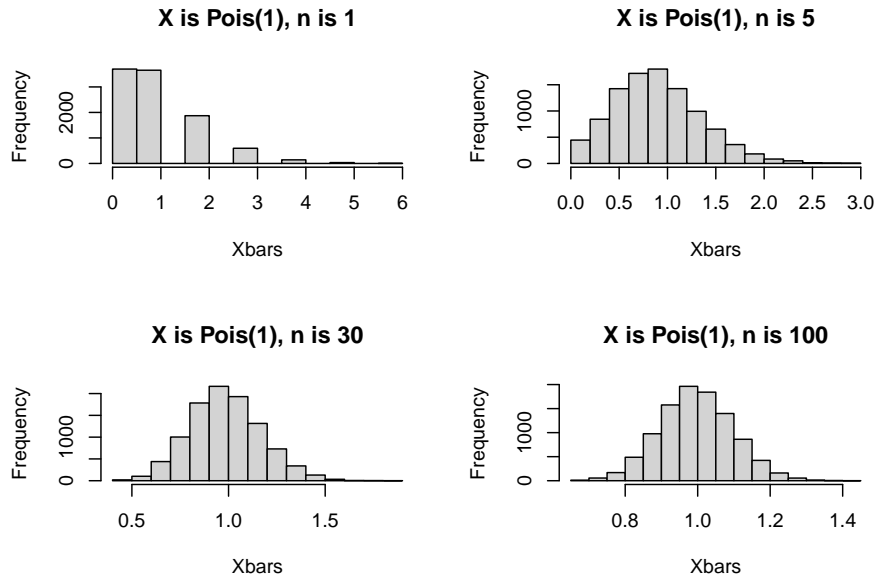 X is Pois(1), n is 1
Frequency
0 2000
0 1 2 3 4 5 6
Xbars
X is Pois(1), n is 5
Frequency
0 1000
0.0 0.5 1.0 1.5 2.0 2.5 3.0
Xbars
X is Pois(1), n is 30
Frequency
0 1000
0.5 1.0 1.5
Xbars
X is Pois(1), n is 100
Frequency
0 1000
0.8 1.0 1.2 1.4
Xbars